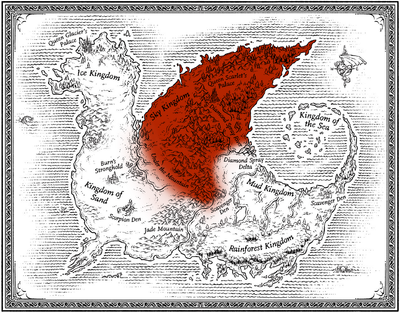 Queen Glacier's
Palace
Ice Kingdom
Sky Kingdom
Queen Scarlet's
Palace
Kingdom of
the Sea
Burn's
Stronghold
Diamond Spray
Delta
Kingdom of
Sand
Mud Kingdom
Scorpion Den
Scavenger Den
Jade Mountain
Rainforest Kingdom